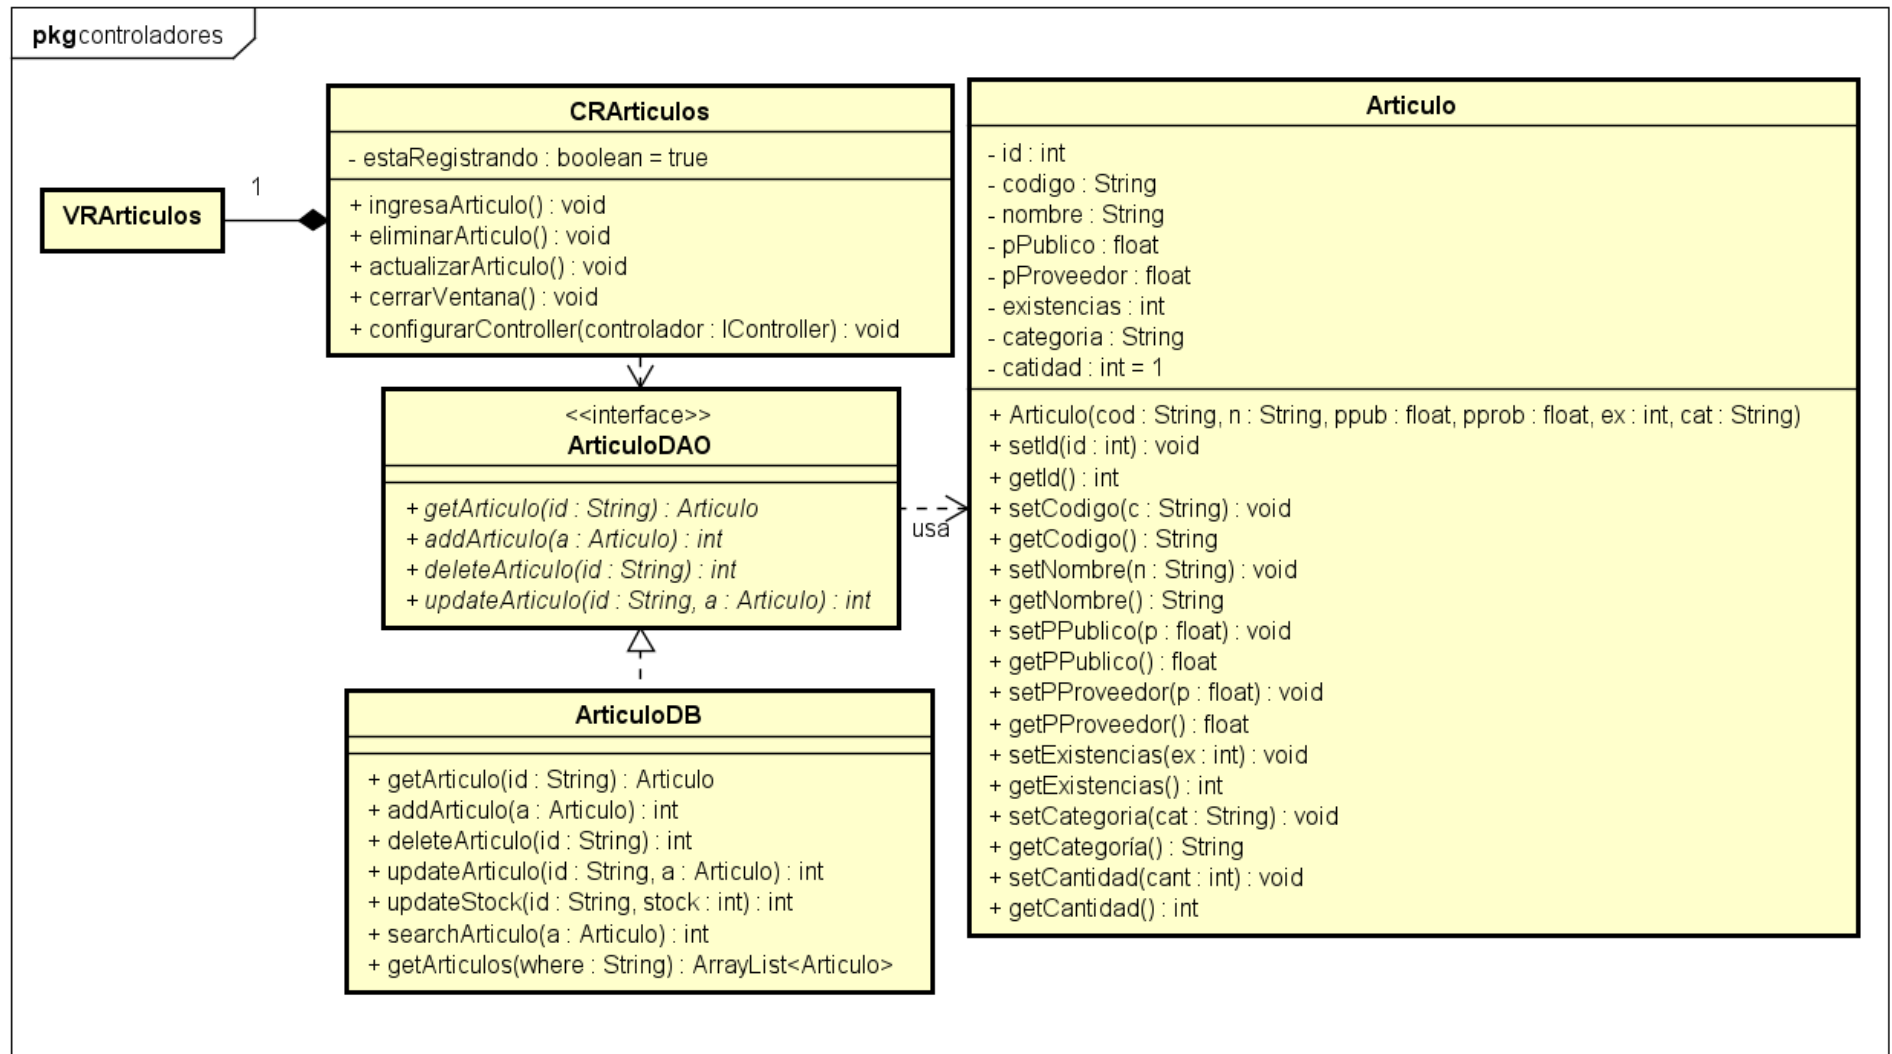 pkg controladores
VRArticulos
1
CRArticulos
- estaRegistrando : boolean = true
+ ingresaArticulo() : void
+ eliminarArticulo() : void
+ actualizarArticulo() : void
+ cerrarVentana() : void
+ configurarController(controlador : IController) : void
<<interface>>
ArticuloDAO
+ getArticulo(id : String) : Articulo
+ addArticulo(a : Articulo) : int
+ deleteArticulo(id : String) : int
+ updateArticulo(id : String, a : Articulo) : int
usa
ArticuloDB
+ getArticulo(id : String) : Articulo
+ addArticulo(a : Articulo) : int
+ deleteArticulo(id : String) : int
+ updateArticulo(id : String, a : Articulo) : int
+ updateStock(id : String, stock : int) : int
+ searchArticulo(a : Articulo) : int
+ getArticulos(where : String) : ArrayList<Articulo>
Articulo
- id : int
- codigo : String
- nombre : String
- pPublico : float
- pProveedor : float
- existencias : int
- categoria : String
- catidad : int = 1
+ Articulo(cod : String, n : String, ppub : float, pprob : float, ex : int, cat : String)
+ setId(id : int) : void
+ getId() : int
+ setCodigo(c : String) : void
+ getCodigo() : String
+ setNombre(n : String) : void
+ getNombre() : String
+ setPPublico(p : float) : void
+ getPPublico() : float
+ setPProveedor(p : float) : void
+ getPProveedor() : float
+ setExistencias(ex : int) : void
+ getExistencias() : int
+ setCategoria(cat : String) : void
+ getCategoría() : String
+ setCantidad(cant : int) : void
+ getCantidad() : int